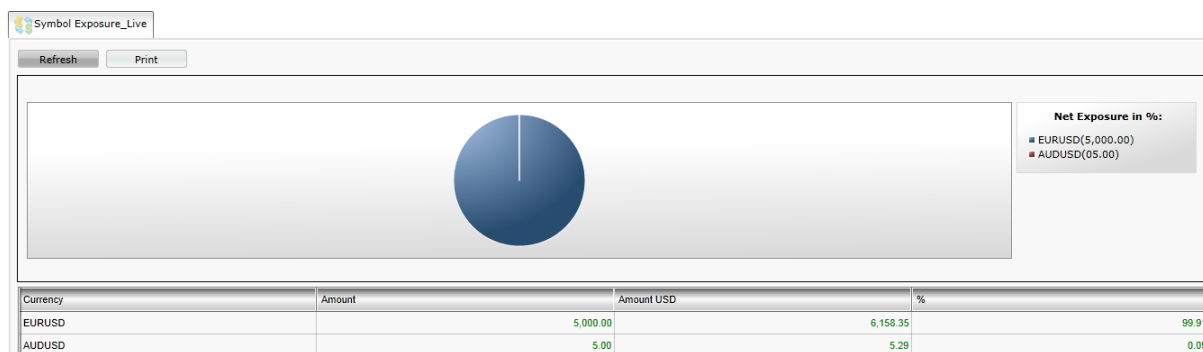 Symbol Exposure_Live
Refresh Print
Net Exposure in %:
EURUSD(5,000.00)
AUDUSD(05.00)
Currency Amount Amount USD %
EURUSD 5,000.00 6,158.35
AUDUSD 5.00 5.29